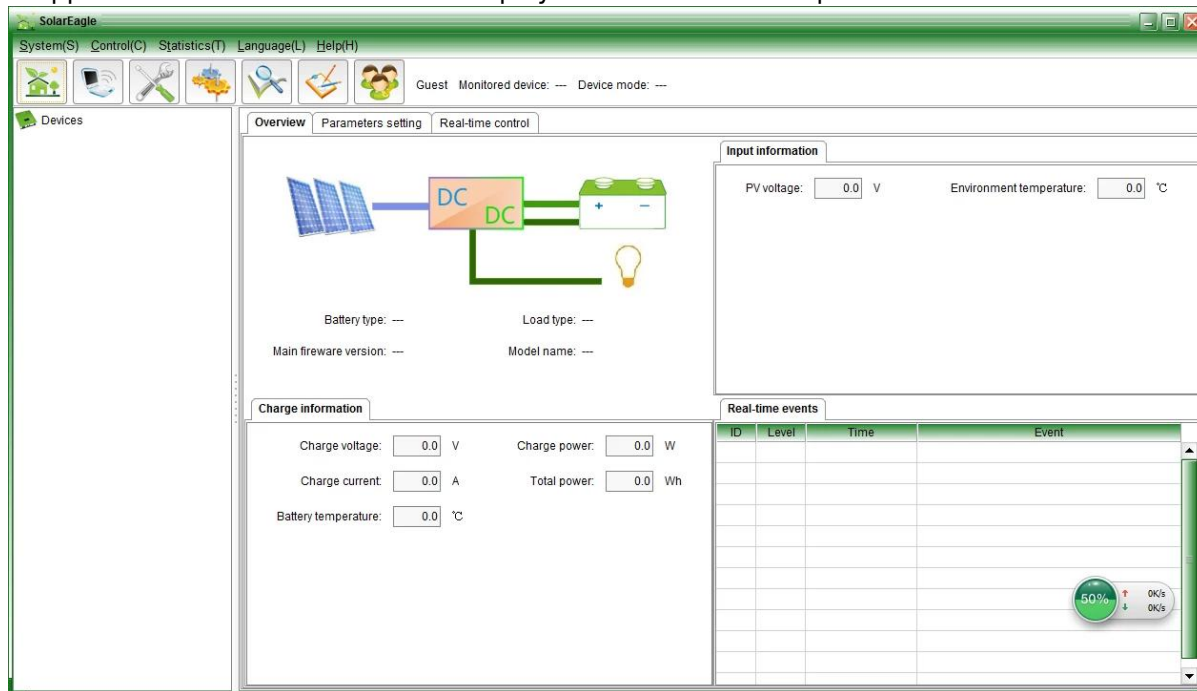 SolarEagle
System(S) Control(C) Statistics(T) Language(L) Help(H)
Guest Monitored device: --- Device mode: ---
Devices
Overview Parameters setting Real-time control
DC
DC
+ −
Battery type: --- Load type: ---
Main fireware version: --- Model name: ---
Input information
PV voltage: 0.0 V Environment temperature: 0.0 ℃
Charge information
Charge voltage: 0.0 V Charge power: 0.0 W
Charge current: 0.0 A Total power: 0.0 Wh
Battery temperature: 0.0 ℃
Real-time events
ID Level Time Event
50% ↑ 0K/s
↓ 0K/s